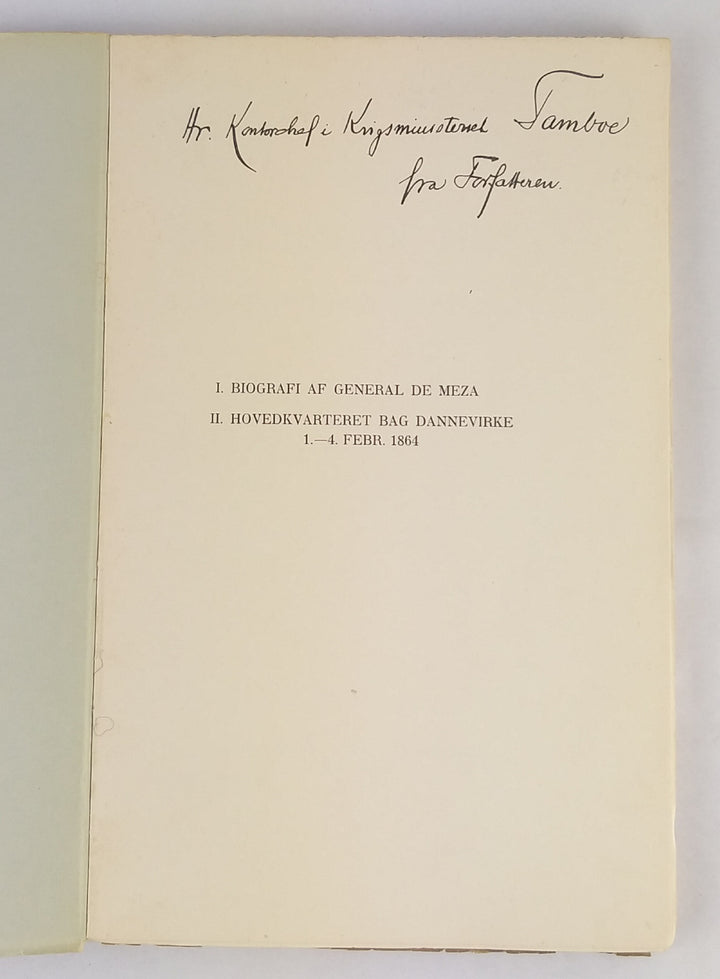 Hr. Kontorchef i Krigsministeriet Tamboe
fra Forfatteren.
I. BIOGRAFI AF GENERAL DE MEZA
II. HOVEDKVARTERET BAG DANNEVIRKE
1.—4. FEBR. 1864